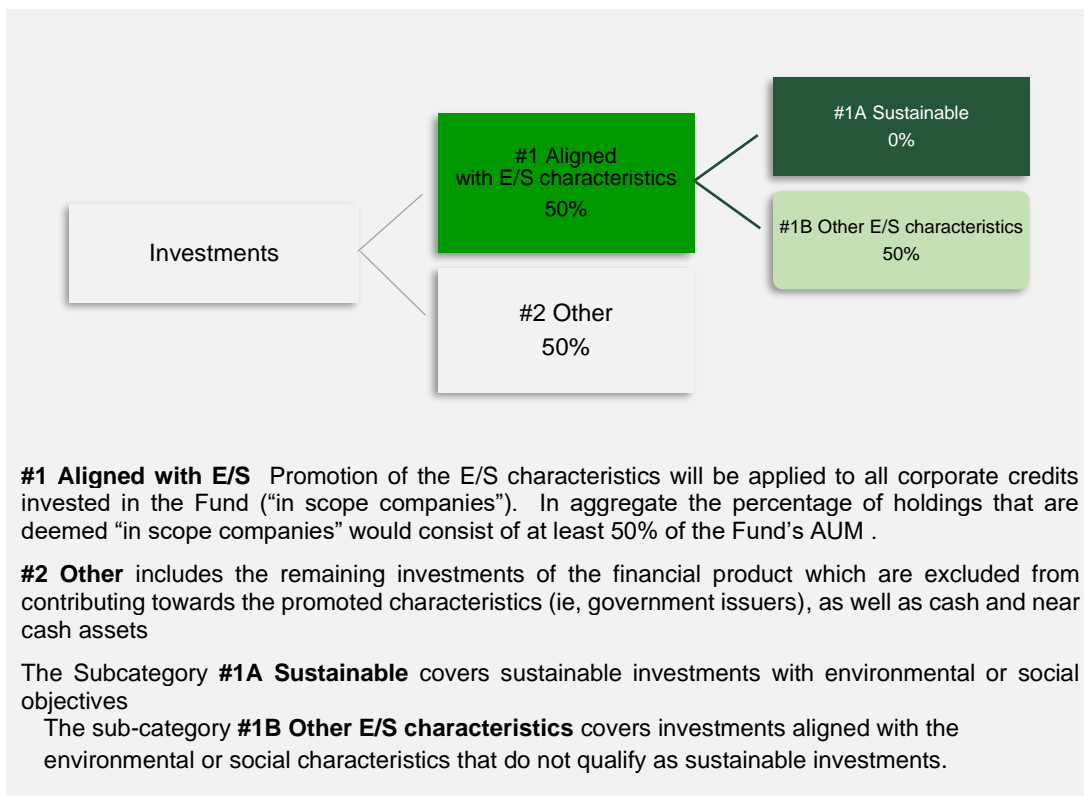 #1A Sustainable
0%
#1 Aligned
with E/S characteristics
50%
#1B Other E/S characteristics
50%
Investments
#2 Other
50%
#1 Aligned with E/S Promotion of the E/S characteristics will be applied to all corporate credits
invested in the Fund (“in scope companies”). In aggregate the percentage of holdings that are
deemed “in scope companies” would consist of at least 50% of the Fund’s AUM .
#2 Other includes the remaining investments of the financial product which are excluded from
contributing towards the promoted characteristics (ie, government issuers), as well as cash and near
cash assets
The Subcategory #1A Sustainable covers sustainable investments with environmental or social
objectives
The sub-category #1B Other E/S characteristics covers investments aligned with the
environmental or social characteristics that do not qualify as sustainable investments.